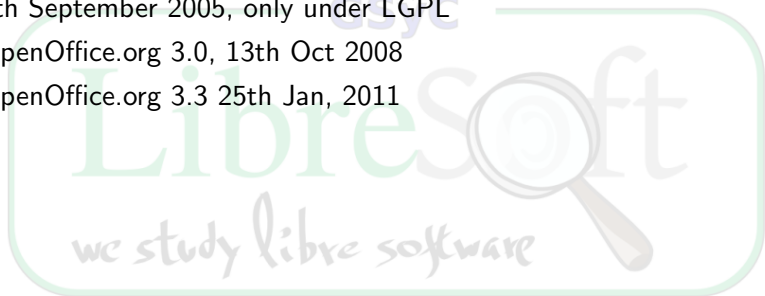 th September 2005, only under LGPL
GSyC
penOffice.org 3.0, 13th Oct 2008
penOffice.org 3.3 25th Jan, 2011
LibreSoft
we study libre software